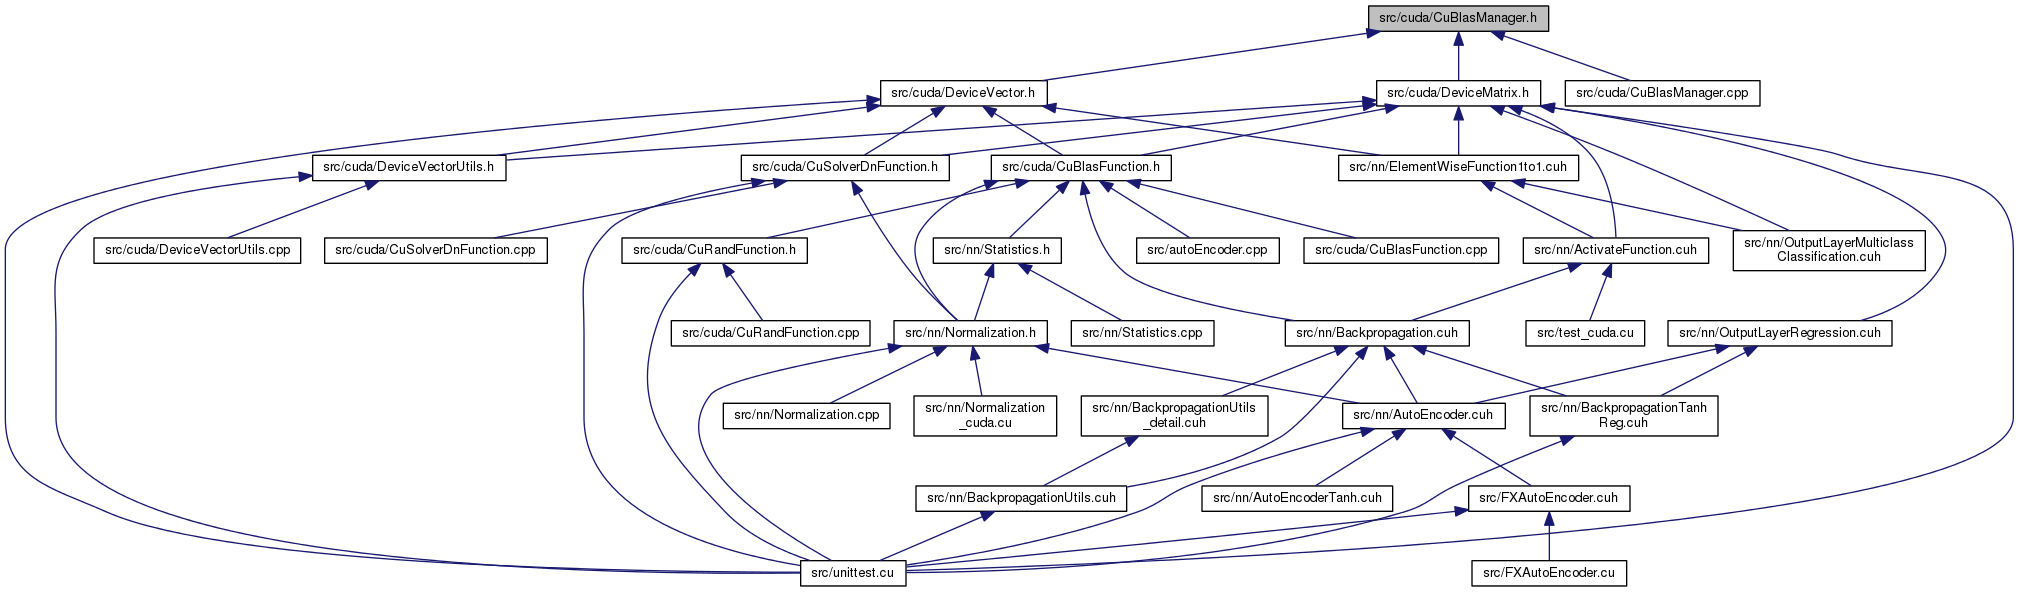 src/cuda/CuBlasManager.h
src/cuda/DeviceVector.h
src/cuda/DeviceMatrix.h
src/cuda/CuBlasManager.cpp
src/cuda/DeviceVectorUtils.h
src/cuda/CuSolverDnFunction.h
src/cuda/CuBlasFunction.h
src/nn/ElementWiseFunction1to1.cuh
src/cuda/DeviceVectorUtils.cpp
src/cuda/CuSolverDnFunction.cpp
src/cuda/CuRandFunction.h
src/nn/Statistics.h
src/autoEncoder.cpp
src/cuda/CuBlasFunction.cpp
src/nn/ActivateFunction.cuh
src/nn/OutputLayerMulticlass
Classification.cuh
src/cuda/CuRandFunction.cpp
src/nn/Normalization.h
src/nn/Statistics.cpp
src/nn/Backpropagation.cuh
src/test_cuda.cu
src/nn/OutputLayerRegression.cuh
src/nn/Normalization.cpp
src/nn/Normalization
_cuda.cu
src/nn/BackpropagationUtils
_detail.cuh
src/nn/AutoEncoder.cuh
src/nn/BackpropagationTanh
Reg.cuh
src/nn/BackpropagationUtils.cuh
src/nn/AutoEncoderTanh.cuh
src/FXAutoEncoder.cuh
src/unittest.cu
src/FXAutoEncoder.cu